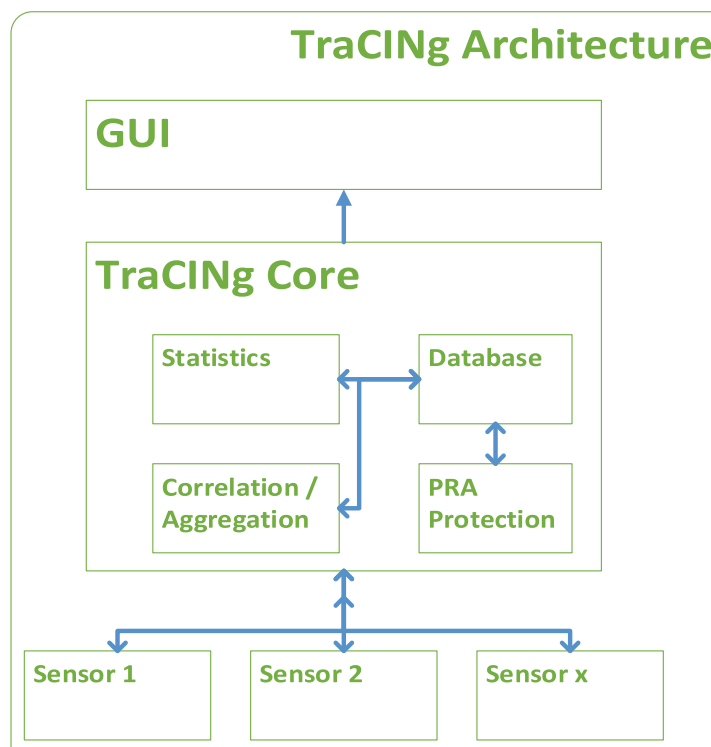 TraCINg Architecture
GUI
TraCINg Core
Statistics
Database
Correlation /
Aggregation
PRA
Protection
Sensor 1
Sensor 2
Sensor x